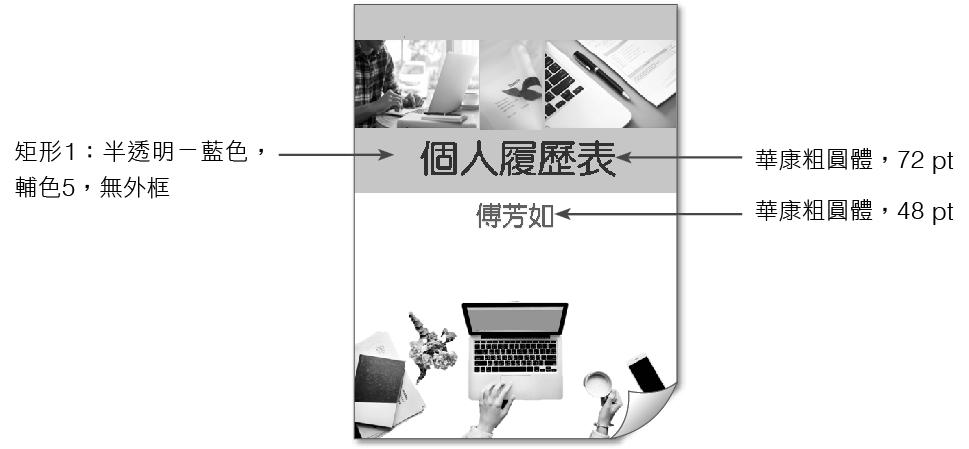 個人履歷表
矩形1：半透明－藍色，
輔色5，無外框
華康粗圓體，72 pt
傅芳如
華康粗圓體，48 pt